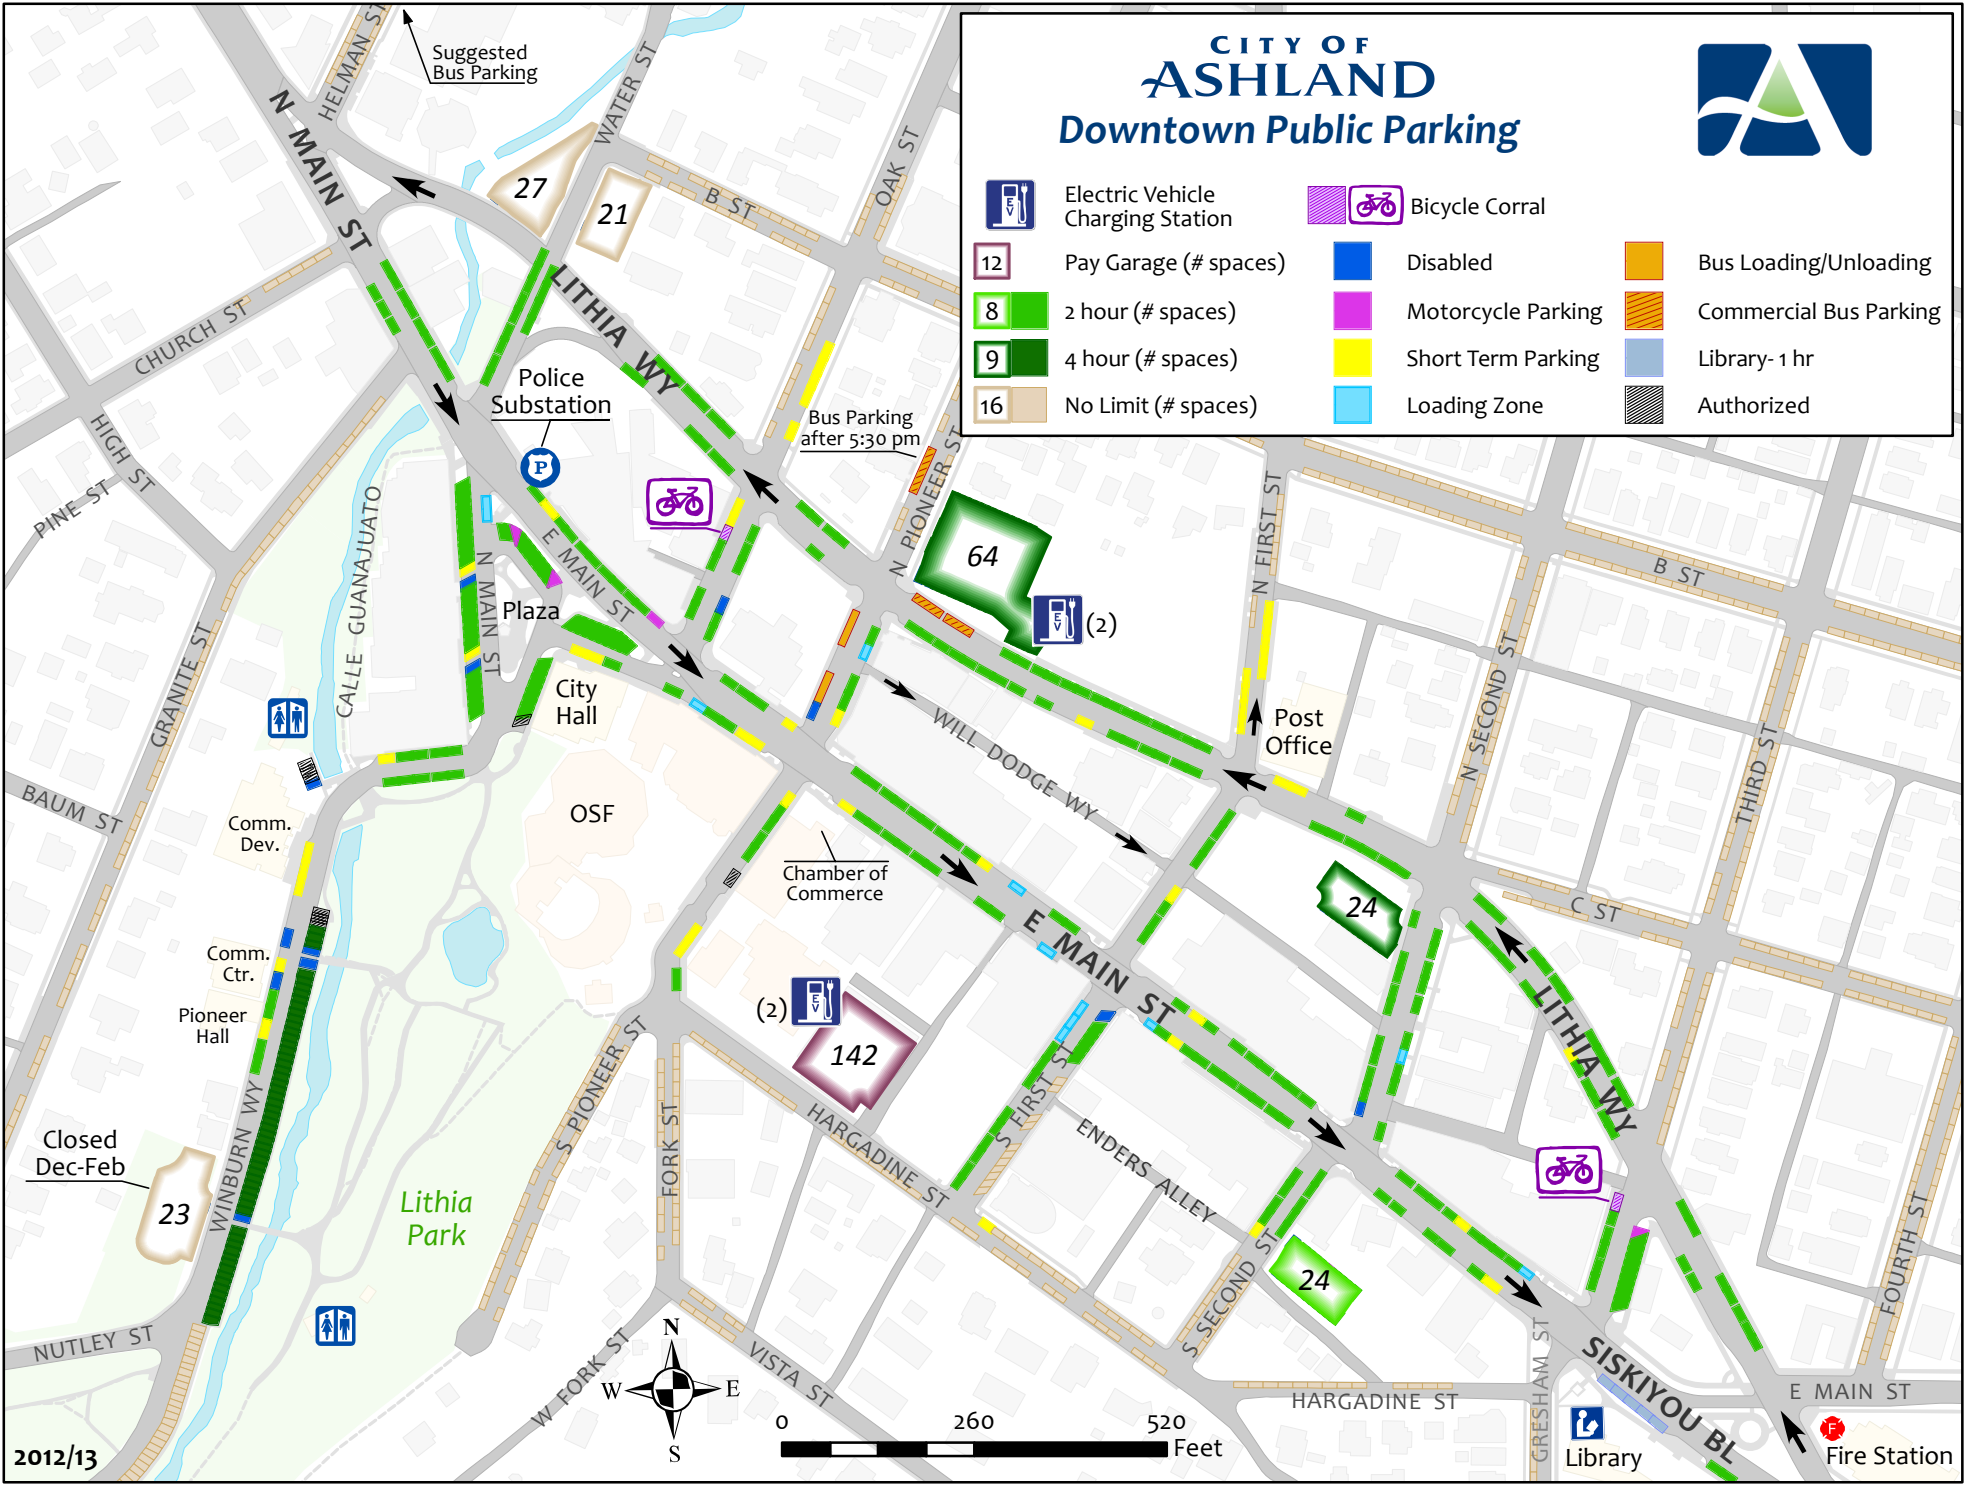 CITY OF
ASHLAND
Downtown Public Parking
Electric Vehicle
Charging Station
Bicycle Corral
12
Pay Garage (# spaces)
Disabled
Bus Loading/Unloading
8
2 hour (# spaces)
Motorcycle Parking
Commercial Bus Parking
9
4 hour (# spaces)
Short Term Parking
Library- 1 hr
16
No Limit (# spaces)
Loading Zone
Authorized
EV
Suggested
Bus Parking
HELMAN ST
N MAIN ST
WATER ST
OAK ST
27
21
B ST
CHURCH ST
LITHIA WY
HIGH ST
PINE ST
Police
Substation
P
Bus Parking
after 5:30 pm
N PIONEER ST
64
EV
(2)
N FIRST ST
B ST
CALLE GUANAJUATO
N MAIN ST
E MAIN ST
Plaza
City
Hall
GRANITE ST
WILL DODGE WY
Post
Office
N SECOND ST
THIRD ST
BAUM ST
OSF
Comm.
Dev.
Chamber of
Commerce
24
C ST
E MAIN ST
Comm.
Ctr.
Pioneer
Hall
(2)
EV
142
LITHIA WY
S PIONEER ST
FORK ST
HARGADINE ST
S FIRST ST
ENDERS ALLEY
WINBURN WY
Closed
Dec-Feb
23
Lithia
Park
24
S SECOND ST
FOURTH ST
NUTLEY ST
W FORK ST
VISTA ST
N
W
E
S
HARGADINE ST
GRESHAM ST
SISKIYOU BL
E MAIN ST
0
260
520
Feet
Library
F
Fire Station
2012/13